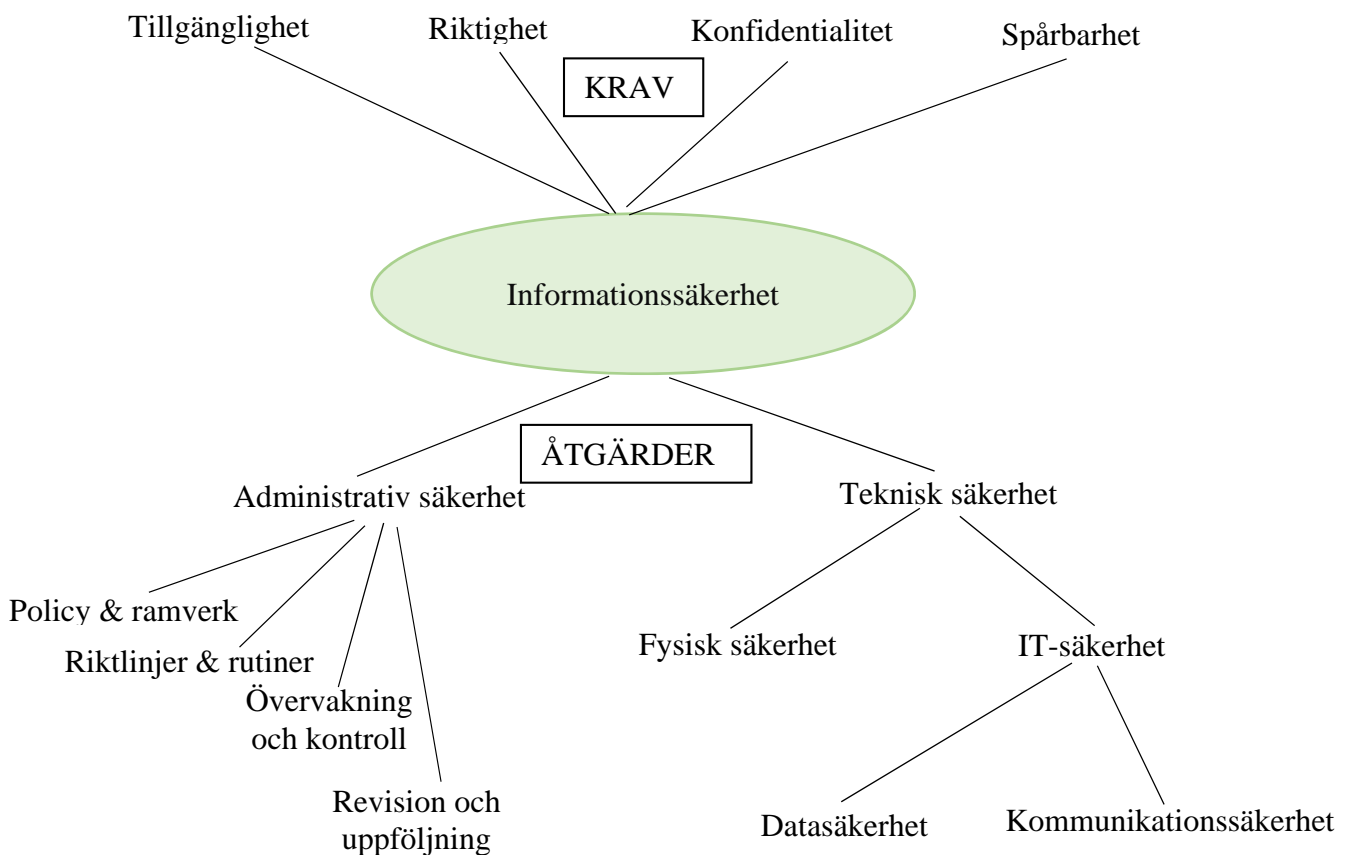 Tillgänglighet
Riktighet
Konfidentialitet
Spårbarhet
KRAV
Informationssäkerhet
ÅTGÄRDER
Administrativ säkerhet
Teknisk säkerhet
Policy & ramverk
Riktlinjer & rutiner
Övervakning
och kontroll
Revision och
uppföljning
Fysisk säkerhet
IT-säkerhet
Datasäkerhet
Kommunikationssäkerhet